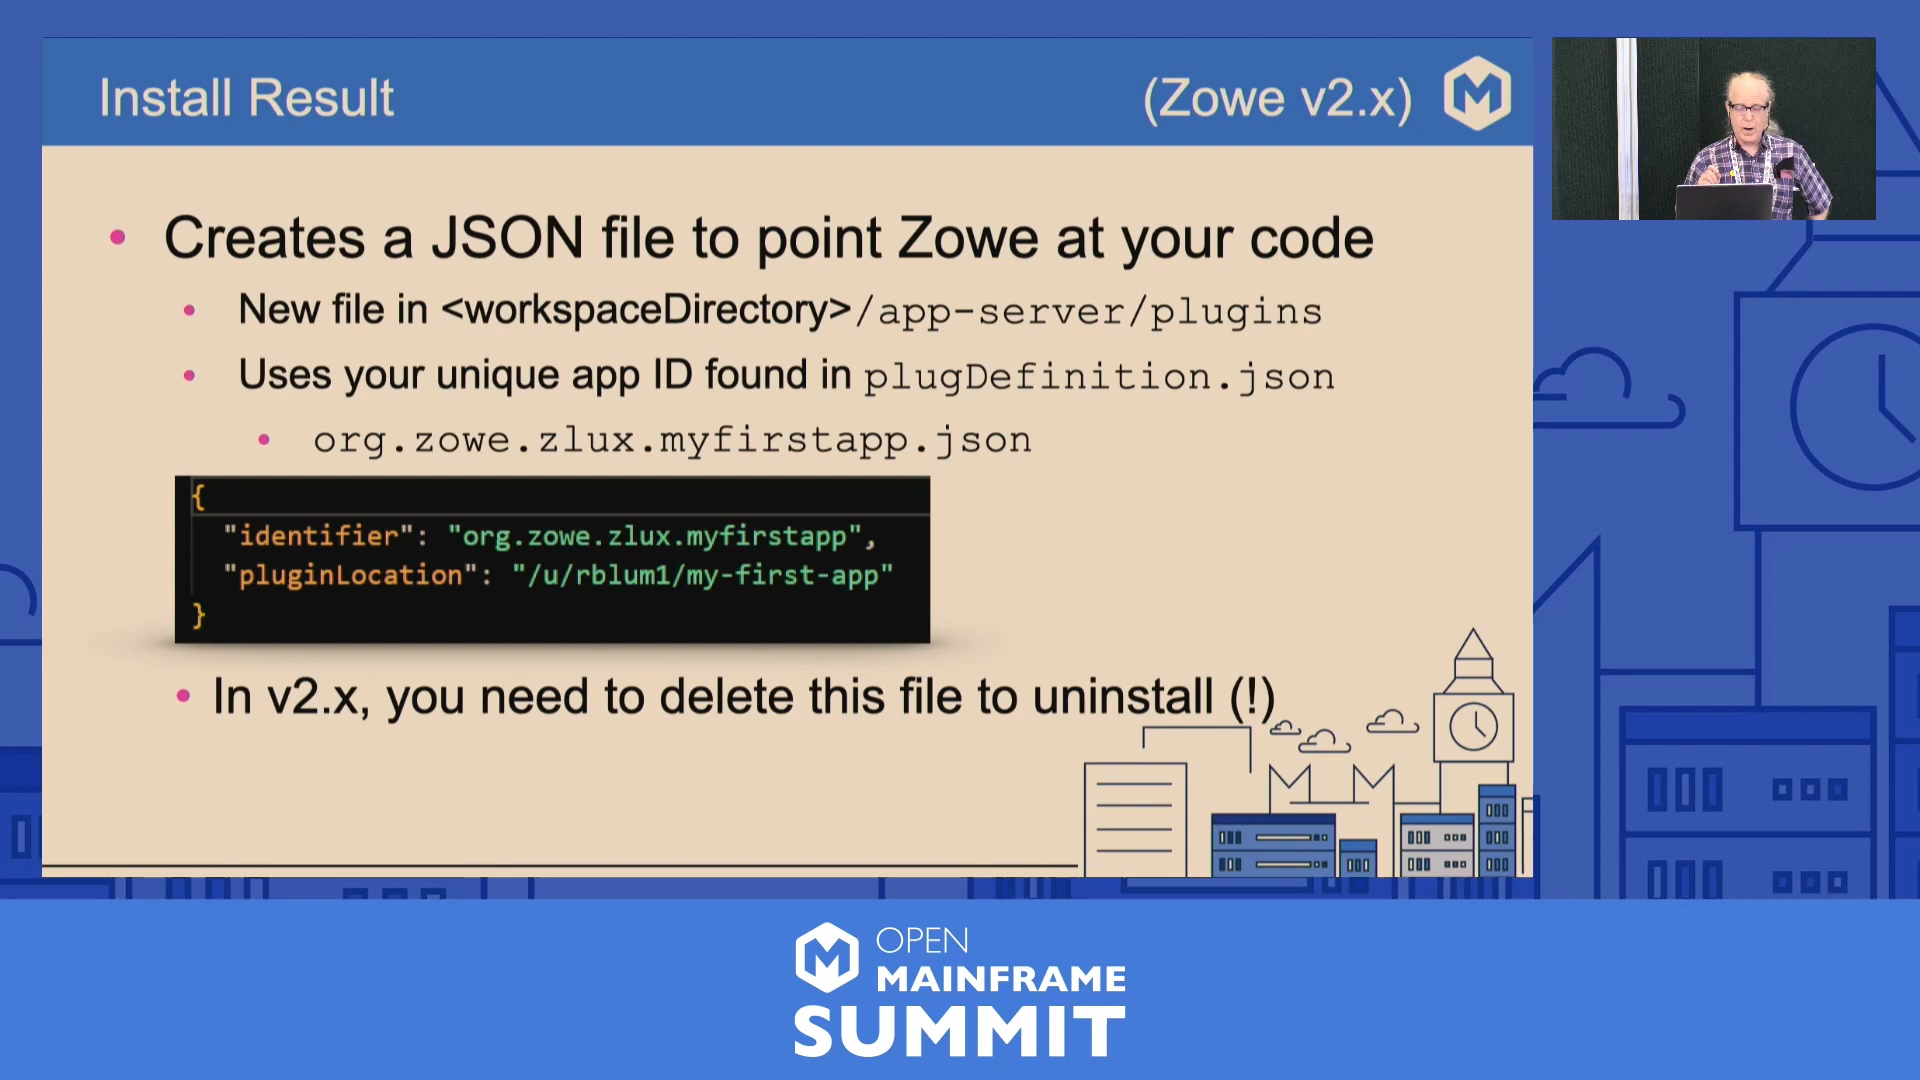 Install Result
(Zowe v2.x)
Creates a JSON file to point Zowe at your code
New file in <workspaceDirectory>/app-server/plugins
Uses your unique app ID found in plugDefinition.json
org.zowe.zlux.myfirstapp.json
{
"identifier": "org.zowe.zlux.myfirstapp",
"pluginLocation": "/u/rblum1/my-first-app"
}
In v2.x, you need to delete this file to uninstall (!)
OPEN
MAINFRAME
SUMMIT